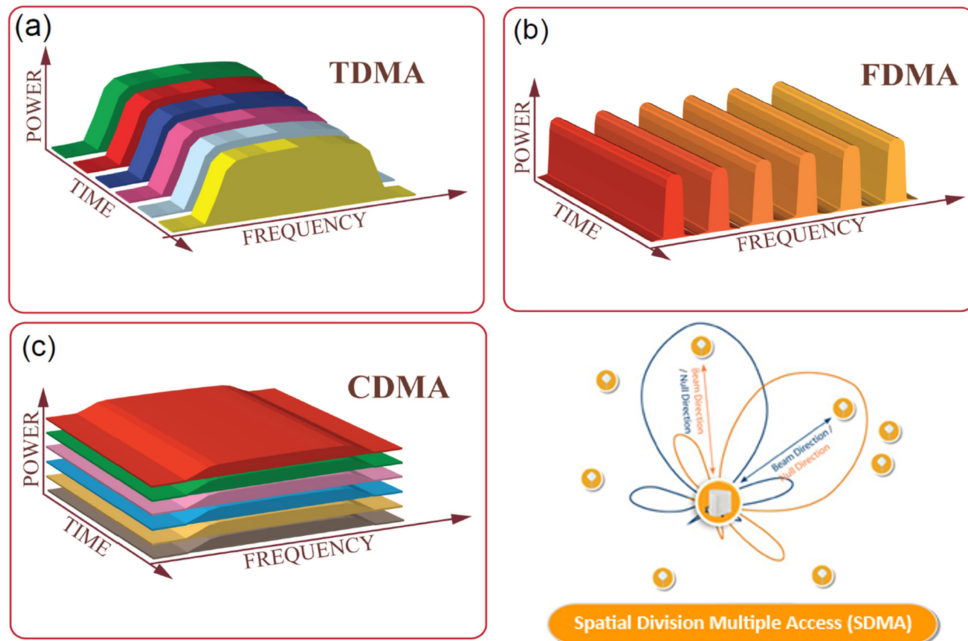 (a)
TDMA
POWER
TIME
FREQUENCY
(b)
FDMA
POWER
TIME
FREQUENCY
(c)
CDMA
POWER
TIME
FREQUENCY
Beam Direction
/ Null Direction
Beam Direction /
Null Direction
Spatial Division Multiple Access (SDMA)